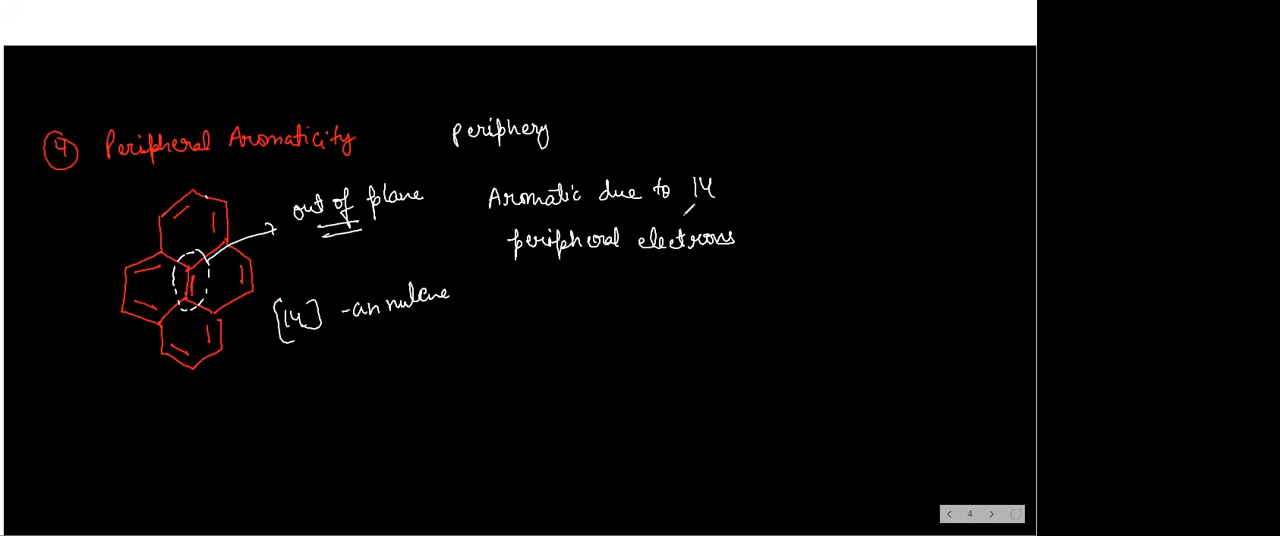 4 Peripheral Aromaticity
periphery
out of plane
Aromatic due to 14
peripheral electrons
[14] -annulene
< 4 >